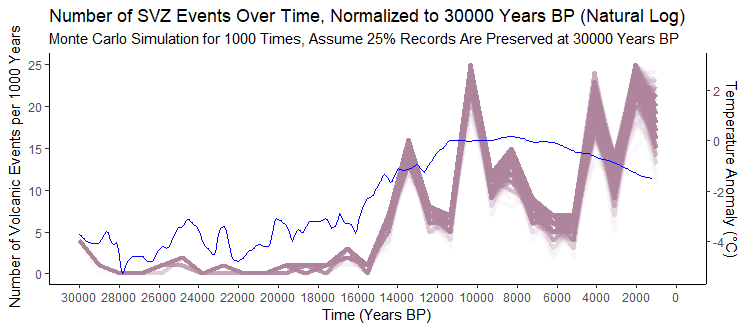 Number of SVZ Events Over Time, Normalized to 30000 Years BP (Natural Log)
Monte Carlo Simulation for 1000 Times, Assume 25% Records Are Preserved at 30000 Years BP
Number of Volcanic Events per 1000 Years
25
20
15
10
5
0
2
0
-2
-4
Temperature Anomaly (°C)
30000 28000 26000 24000 22000 20000 18000 16000 14000 12000 10000 8000 6000 4000 2000 0
Time (Years BP)